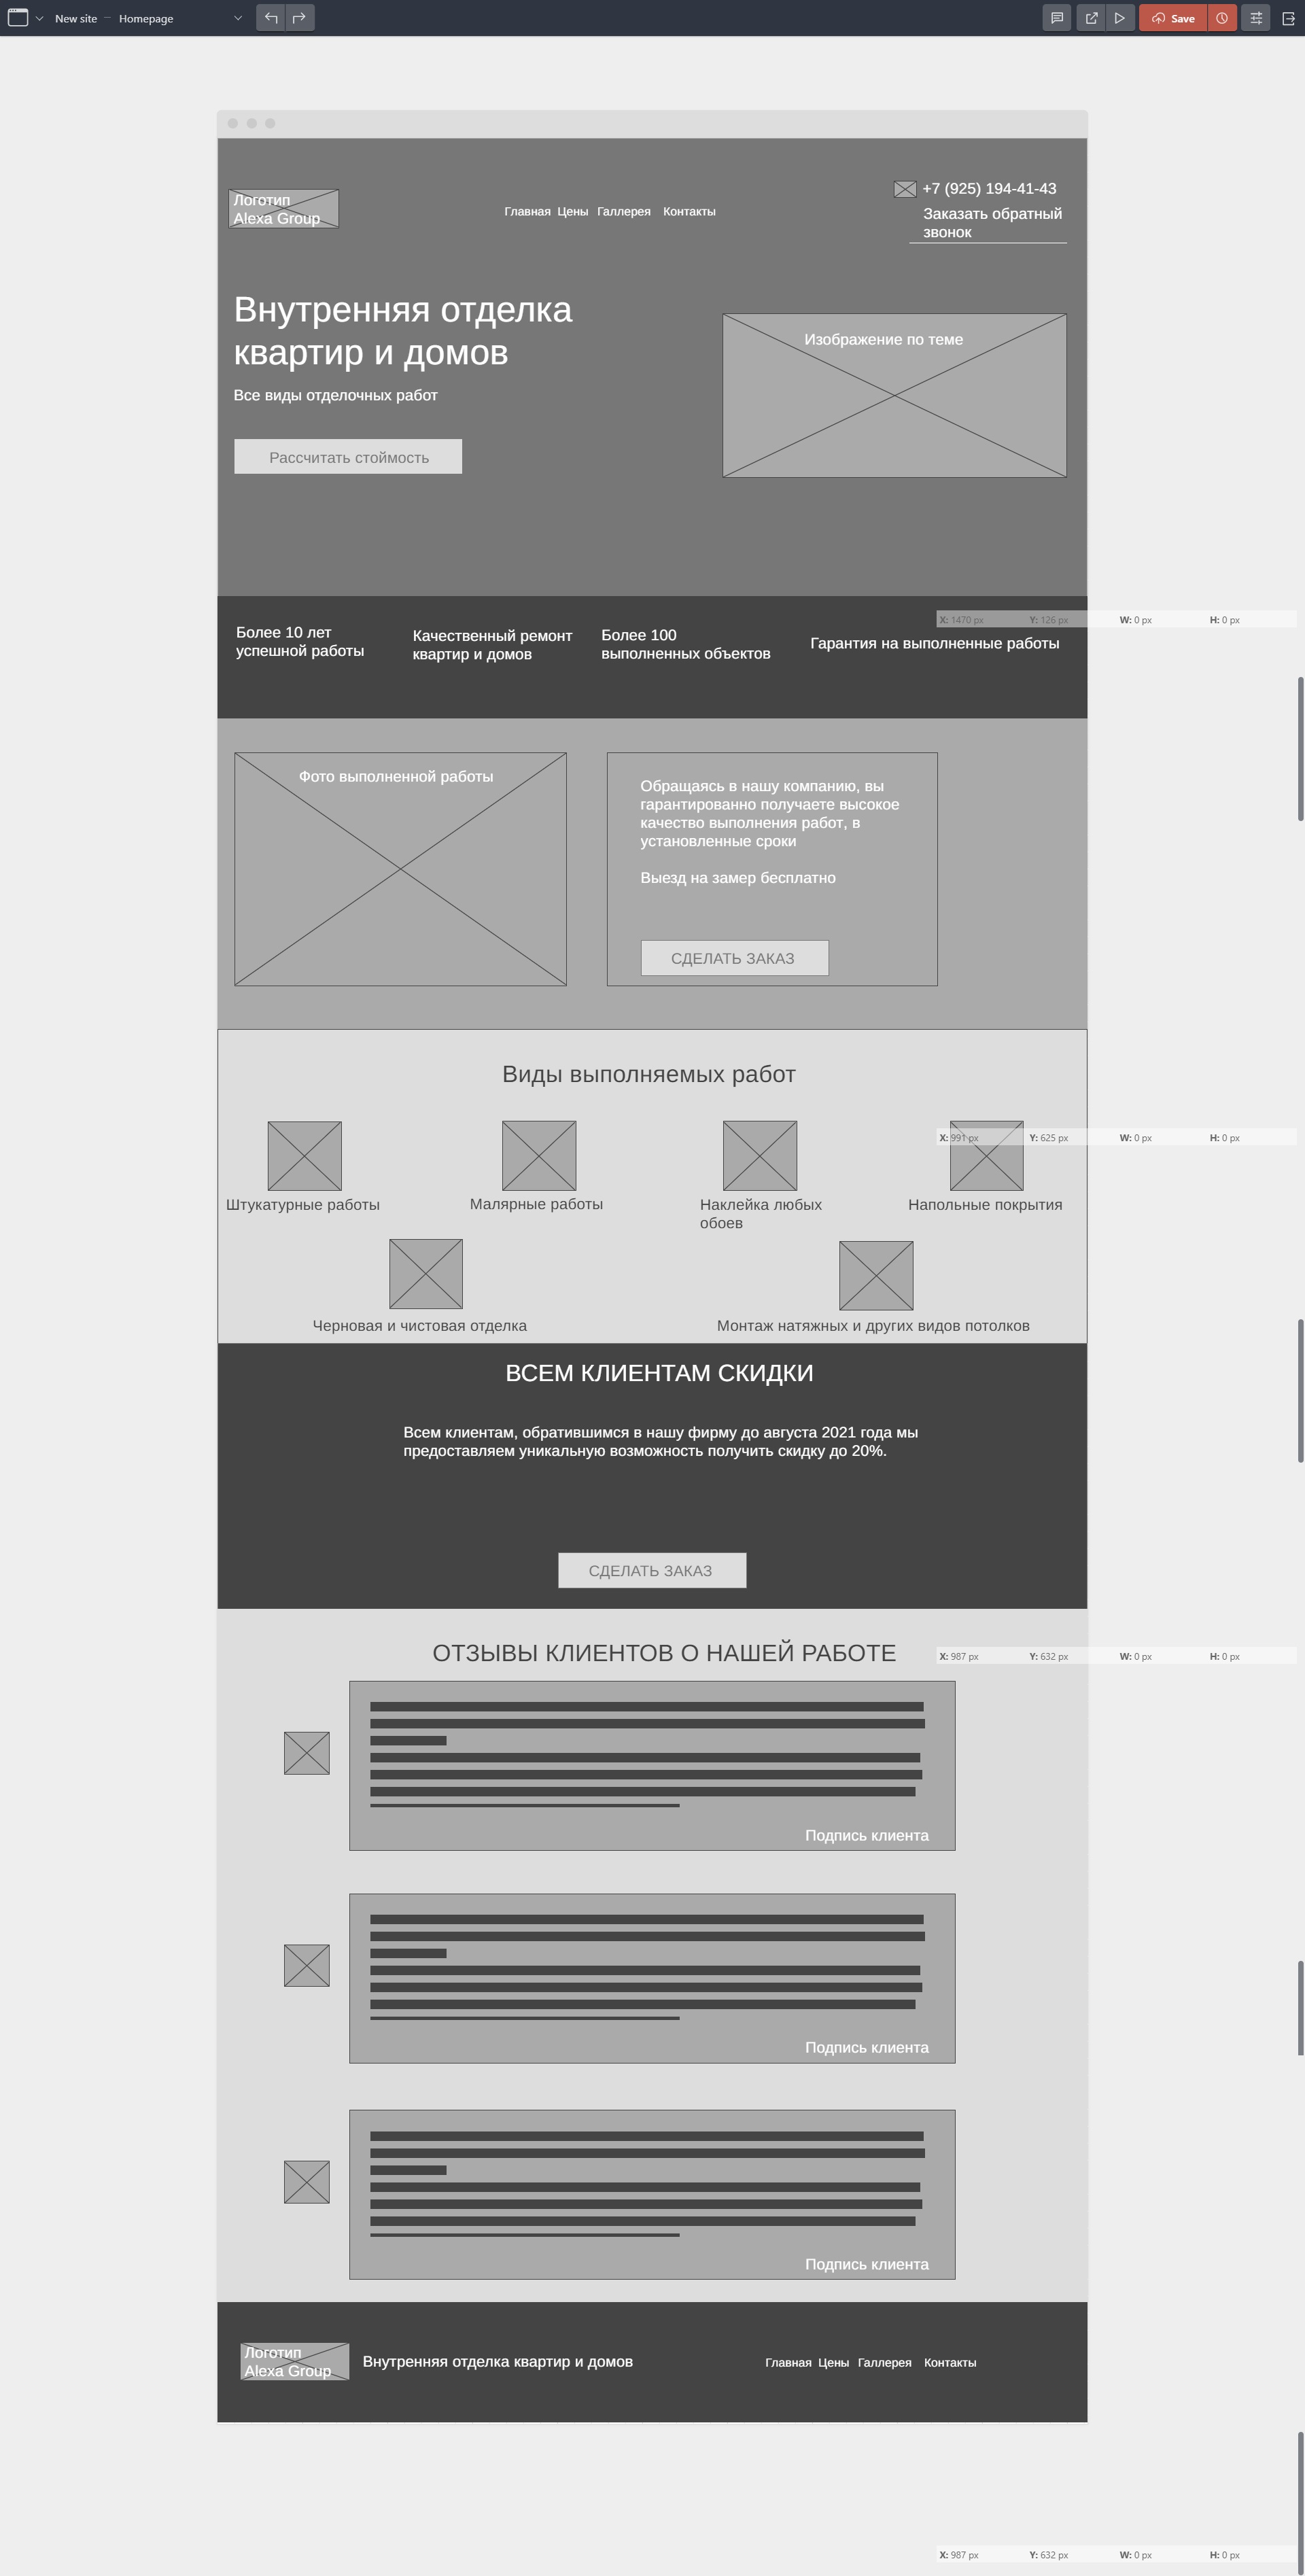 New site – Homepage
Save
Логотип
Alexa Group
Главная Цены Галлерея Контакты
+7 (925) 194-41-43
Заказать обратный
звонок
Внутренняя отделка
квартир и домов
Все виды отделочных работ
Рассчитать стоймость
Изображение по теме
X: 1470 px Y: 126 px W: 0 px H: 0 px
Более 10 лет
успешной работы
Качественный ремонт
квартир и домов
Более 100
выполненных объектов
Гарантия на выполненные работы
Фото выполненной работы
Обращаясь в нашу компанию, вы
гарантированно получаете высокое
качество выполнения работ, в
установленные сроки
Выезд на замер бесплатно
СДЕЛАТЬ ЗАКАЗ
Виды выполняемых работ
X: 991 px Y: 625 px W: 0 px H: 0 px
Штукатурные работы
Малярные работы
Наклейка любых
обоев
Напольные покрытия
Черновая и чистовая отделка
Монтаж натяжных и других видов потолков
ВСЕМ КЛИЕНТАМ СКИДКИ
Всем клиентам, обратившимся в нашу фирму до августа 2021 года мы
предоставляем уникальную возможность получить скидку до 20%.
СДЕЛАТЬ ЗАКАЗ
ОТЗЫВЫ КЛИЕНТОВ О НАШЕЙ РАБОТЕ
X: 987 px Y: 632 px W: 0 px H: 0 px
Подпись клиента
Подпись клиента
Подпись клиента
Логотип
Alexa Group
Внутренняя отделка квартир и домов
Главная Цены Галлерея Контакты
X: 987 px Y: 632 px W: 0 px H: 0 px